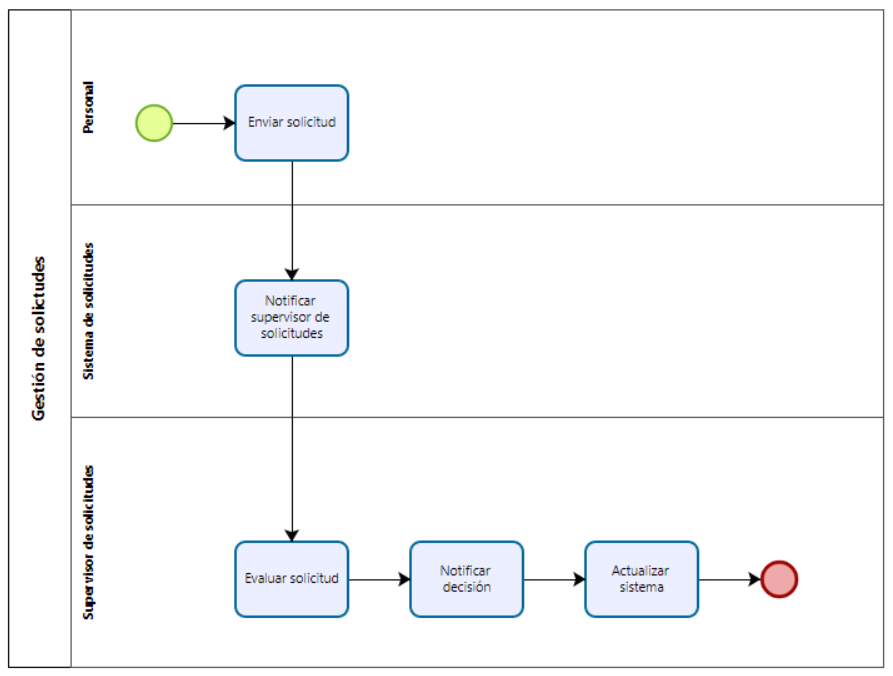 Gestión de solictudes
Personal
Enviar solicitud
Sistema de solicitudes
Notificar
supervisor de
solicitudes
Supervisor de solicitudes
Evaluar solicitud
Notificar
decisión
Actualizar
sistema